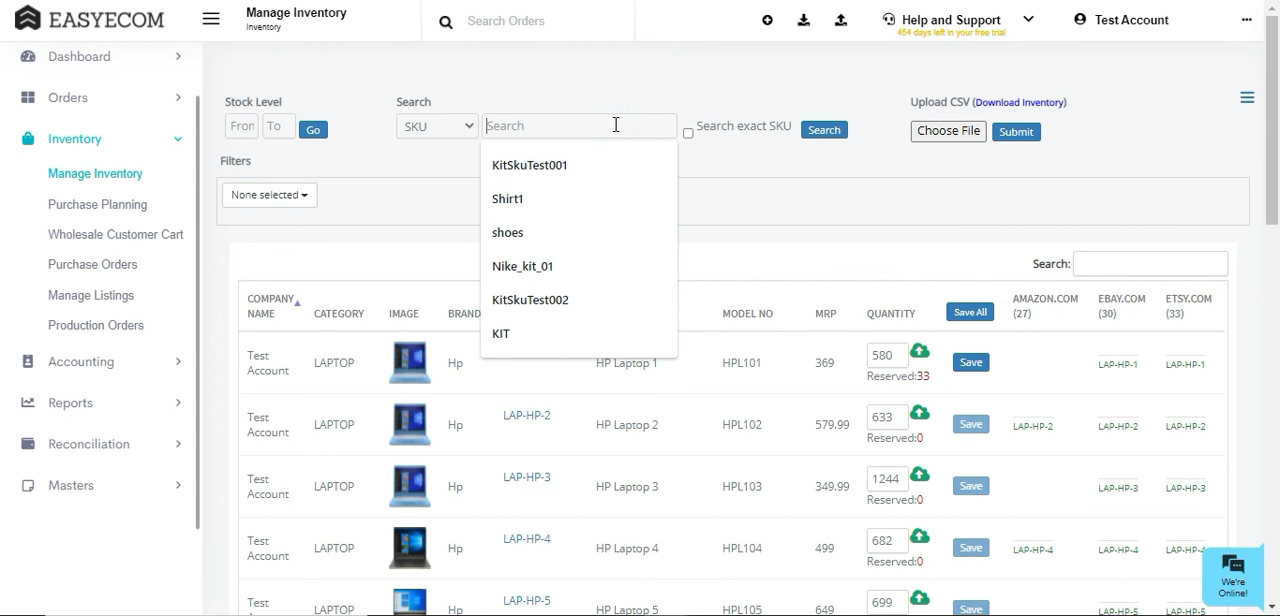 EASYECOM
Manage Inventory
Inventory
Search Orders
Help and Support
454 days left in your free trial
Test Account
Dashboard
Orders
Inventory
Manage Inventory
Purchase Planning
Wholesale Customer Cart
Purchase Orders
Manage Listings
Production Orders
Accounting
Reports
Reconciliation
Masters
Stock Level
From
To
Go
Search
SKU
Search
Search exact SKU
Search
Upload CSV (Download Inventory)
Choose File
Submit
Filters
None selected
KitSkuTest001
Shirt1
shoes
Nike_kit_01
KitSkuTest002
KIT
Search:
COMPANY NAME CATEGORY IMAGE BRAND MODEL NO MRP QUANTITY Save All AMAZON.COM (27) EBAY.COM (30) ETSY.COM (33)
Test Account LAPTOP Hp HP Laptop 1 HPL101 369 580 Save LAP-HP-1 LAP-HP-1
Reserved:33
Test Account LAPTOP Hp LAP-HP-2 HP Laptop 2 HPL102 579.99 633 Save LAP-HP-2 LAP-HP-2 LAP-HP-2
Reserved:0
Test Account LAPTOP Hp LAP-HP-3 HP Laptop 3 HPL103 349.99 1244 Save LAP-HP-3 LAP-HP-3
Reserved:0
Test Account LAPTOP Hp LAP-HP-4 HP Laptop 4 HPL104 499 682 Save LAP-HP-4 LAP-HP-4 LAP-HP-4
Reserved:0
Test LAPTOP Hp LAP-HP-5 HP Laptop 5 HPL105 649 699 Save LAP-HP-5 LAP-HP-5
We're Online!